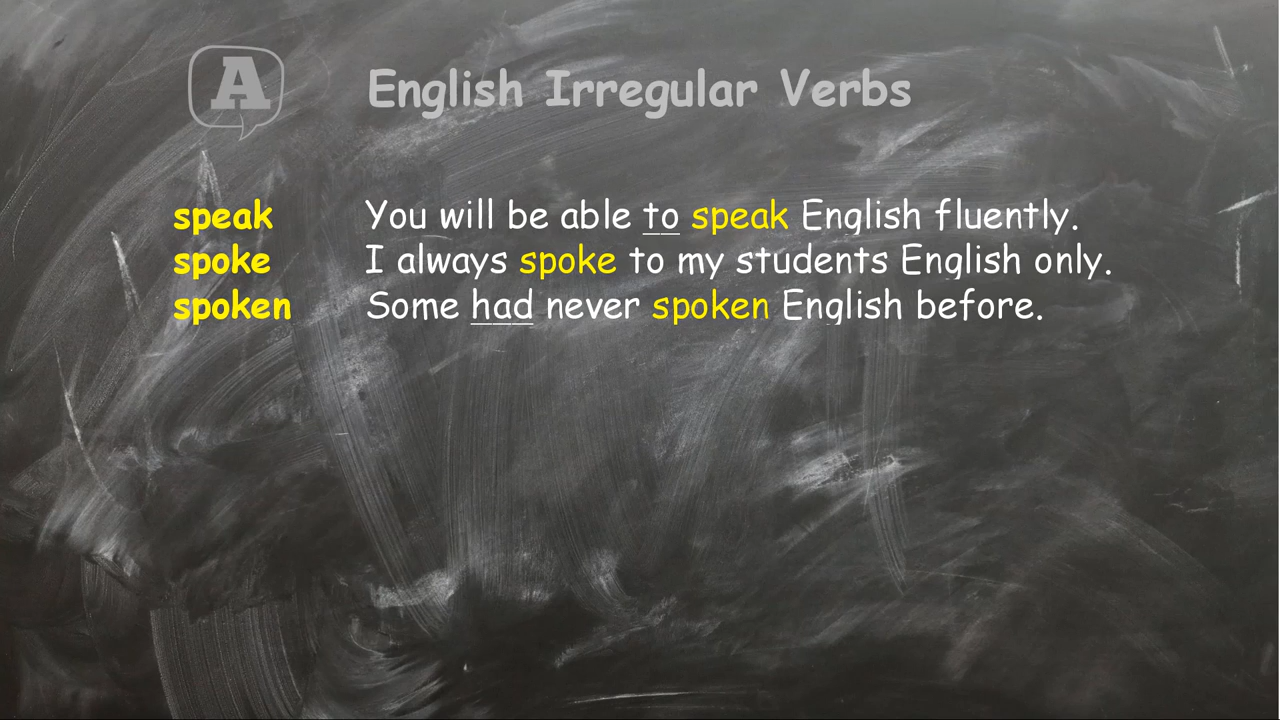 A English Irregular Verbs
speak You will be able to speak English fluently.
spoke I always spoke to my students English only.
spoken Some had never spoken English before.